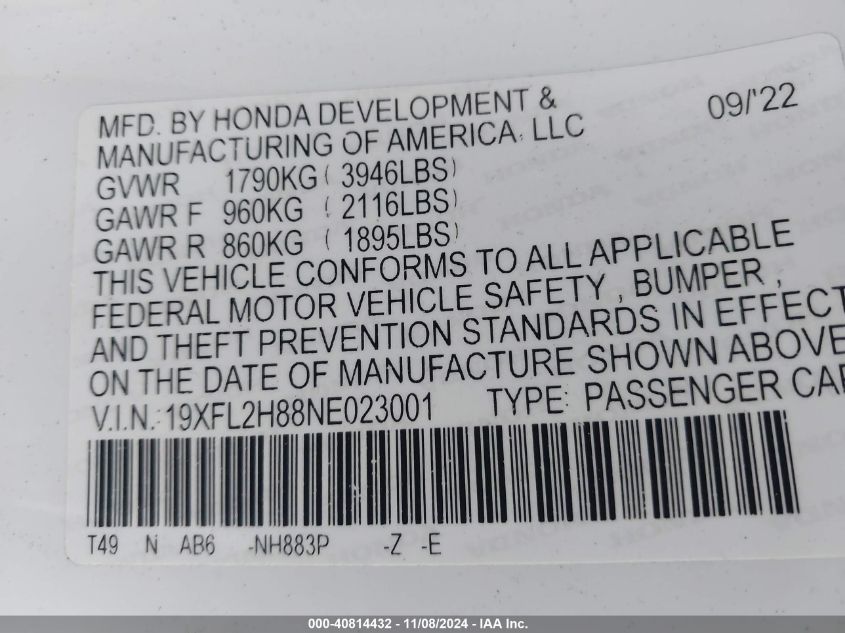 MFD. BY HONDA DEVELOPMENT & 09/'22
MANUFACTURING OF AMERICA, LLC
GVWR 1790KG ( 3946LBS)
GAWR F 960KG ( 2116LBS)
GAWR R 860KG ( 1895LBS)
THIS VEHICLE CONFORMS TO ALL APPLICABLE
FEDERAL MOTOR VEHICLE SAFETY , BUMPER ,
AND THEFT PREVENTION STANDARDS IN EFFECT
ON THE DATE OF MANUFACTURE SHOWN ABOVE
V.I.N.: 19XFL2H88NE023001 TYPE: PASSENGER CAR
T49 N AB6 -NH883P -Z -E
000-40814432 - 11/08/2024 - IAA Inc.